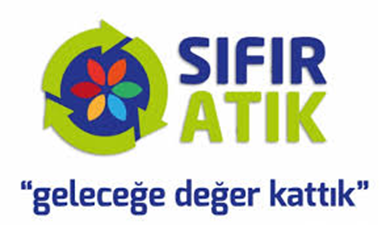 SIFIR
ATIK
“geleceğe değer kattık”